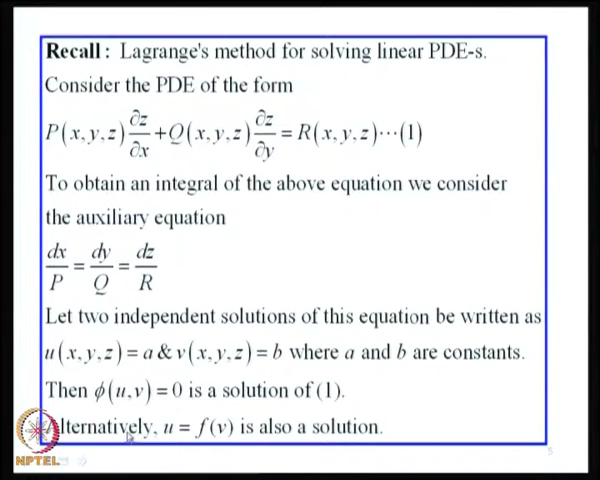 Recall : Lagrange's method for solving linear PDE-s.
Consider the PDE of the form
P(x,y,z) ∂z/∂x + Q(x,y,z) ∂z/∂y = R(x,y,z)⋯(1)
To obtain an integral of the above equation we consider
the auxiliary equation
dx/P = dy/Q = dz/R
Let two independent solutions of this equation be written as
u(x,y,z) = a & v(x,y,z) = b where a and b are constants.
Then ϕ(u,v) = 0 is a solution of (1).
Alternatively, u = f(v) is also a solution.
NPTEL
5